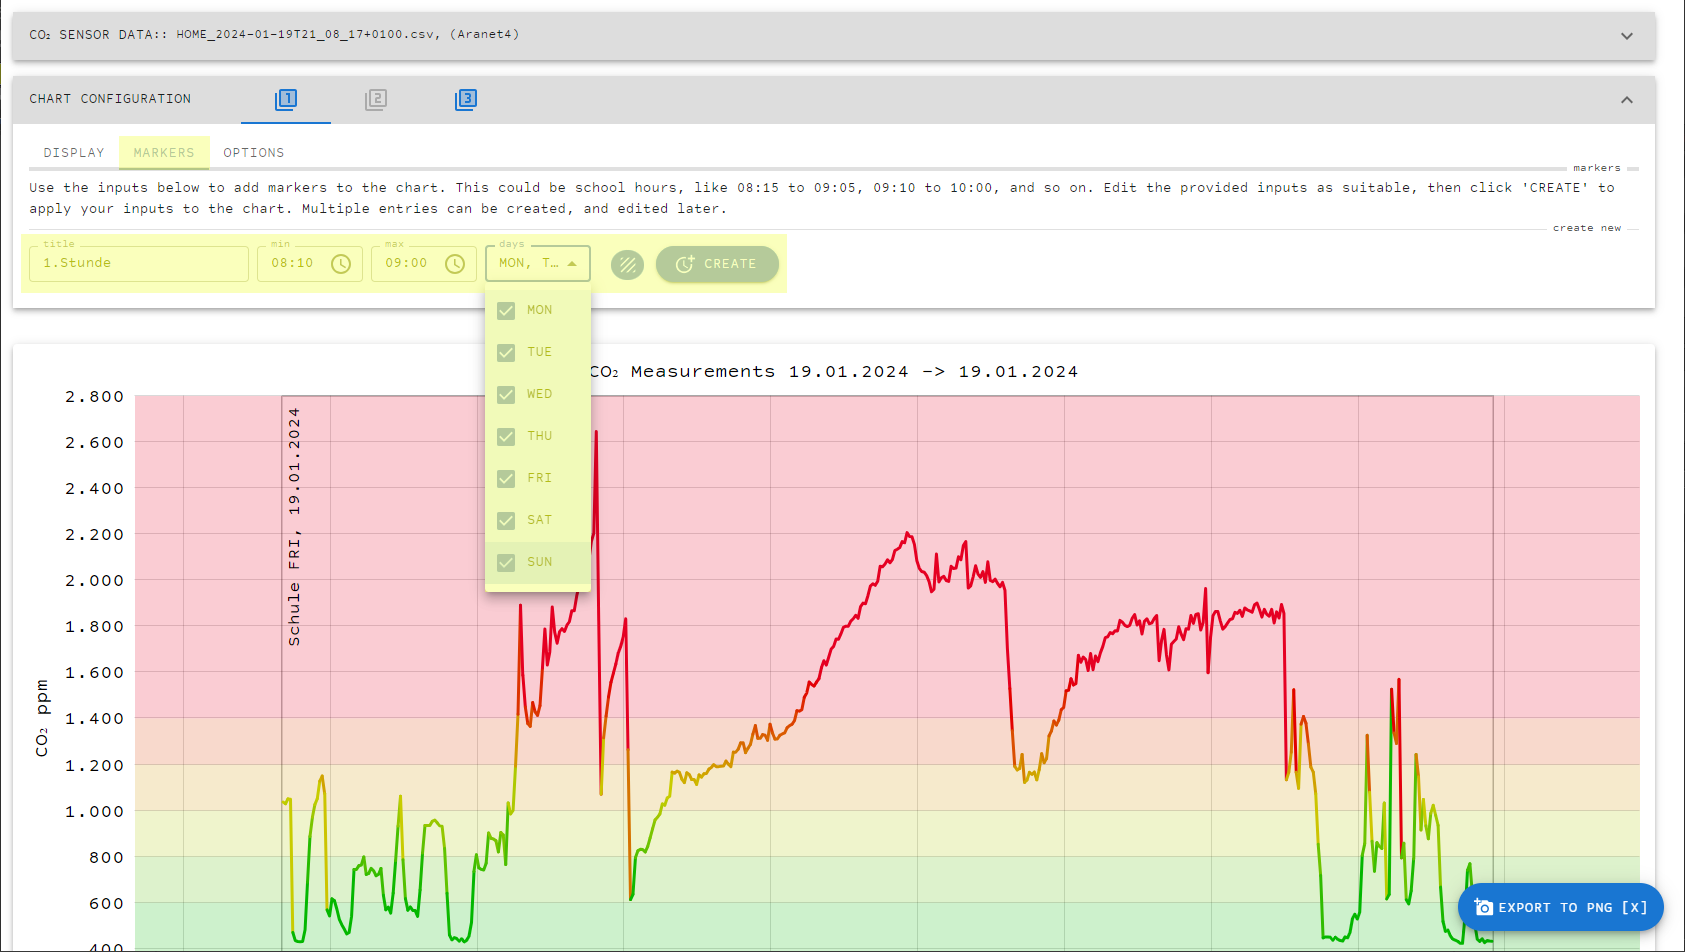 CO₂ SENSOR DATA:: HOME_2024-01-19T21_08_17+0100.csv, (Aranet4)
CHART CONFIGURATION
1
2
3
DISPLAY
MARKERS
OPTIONS
markers
Use the inputs below to add markers to the chart. This could be school hours, like 08:15 to 09:05, 09:10 to 10:00, and so on. Edit the provided inputs as suitable, then click 'CREATE' to
apply your inputs to the chart. Multiple entries can be created, and edited later.
create new
title
1.Stunde
min
08:10
max
09:00
days
MON, T…
CREATE
MON
TUE
WED
THU
FRI
SAT
SUN
CO₂ Measurements 19.01.2024 -> 19.01.2024
2.800
2.600
2.400
2.200
2.000
1.800
1.600
1.400
1.200
1.000
800
600
400
CO₂ ppm
Schule FRI, 19.01.2024
EXPORT TO PNG [X]